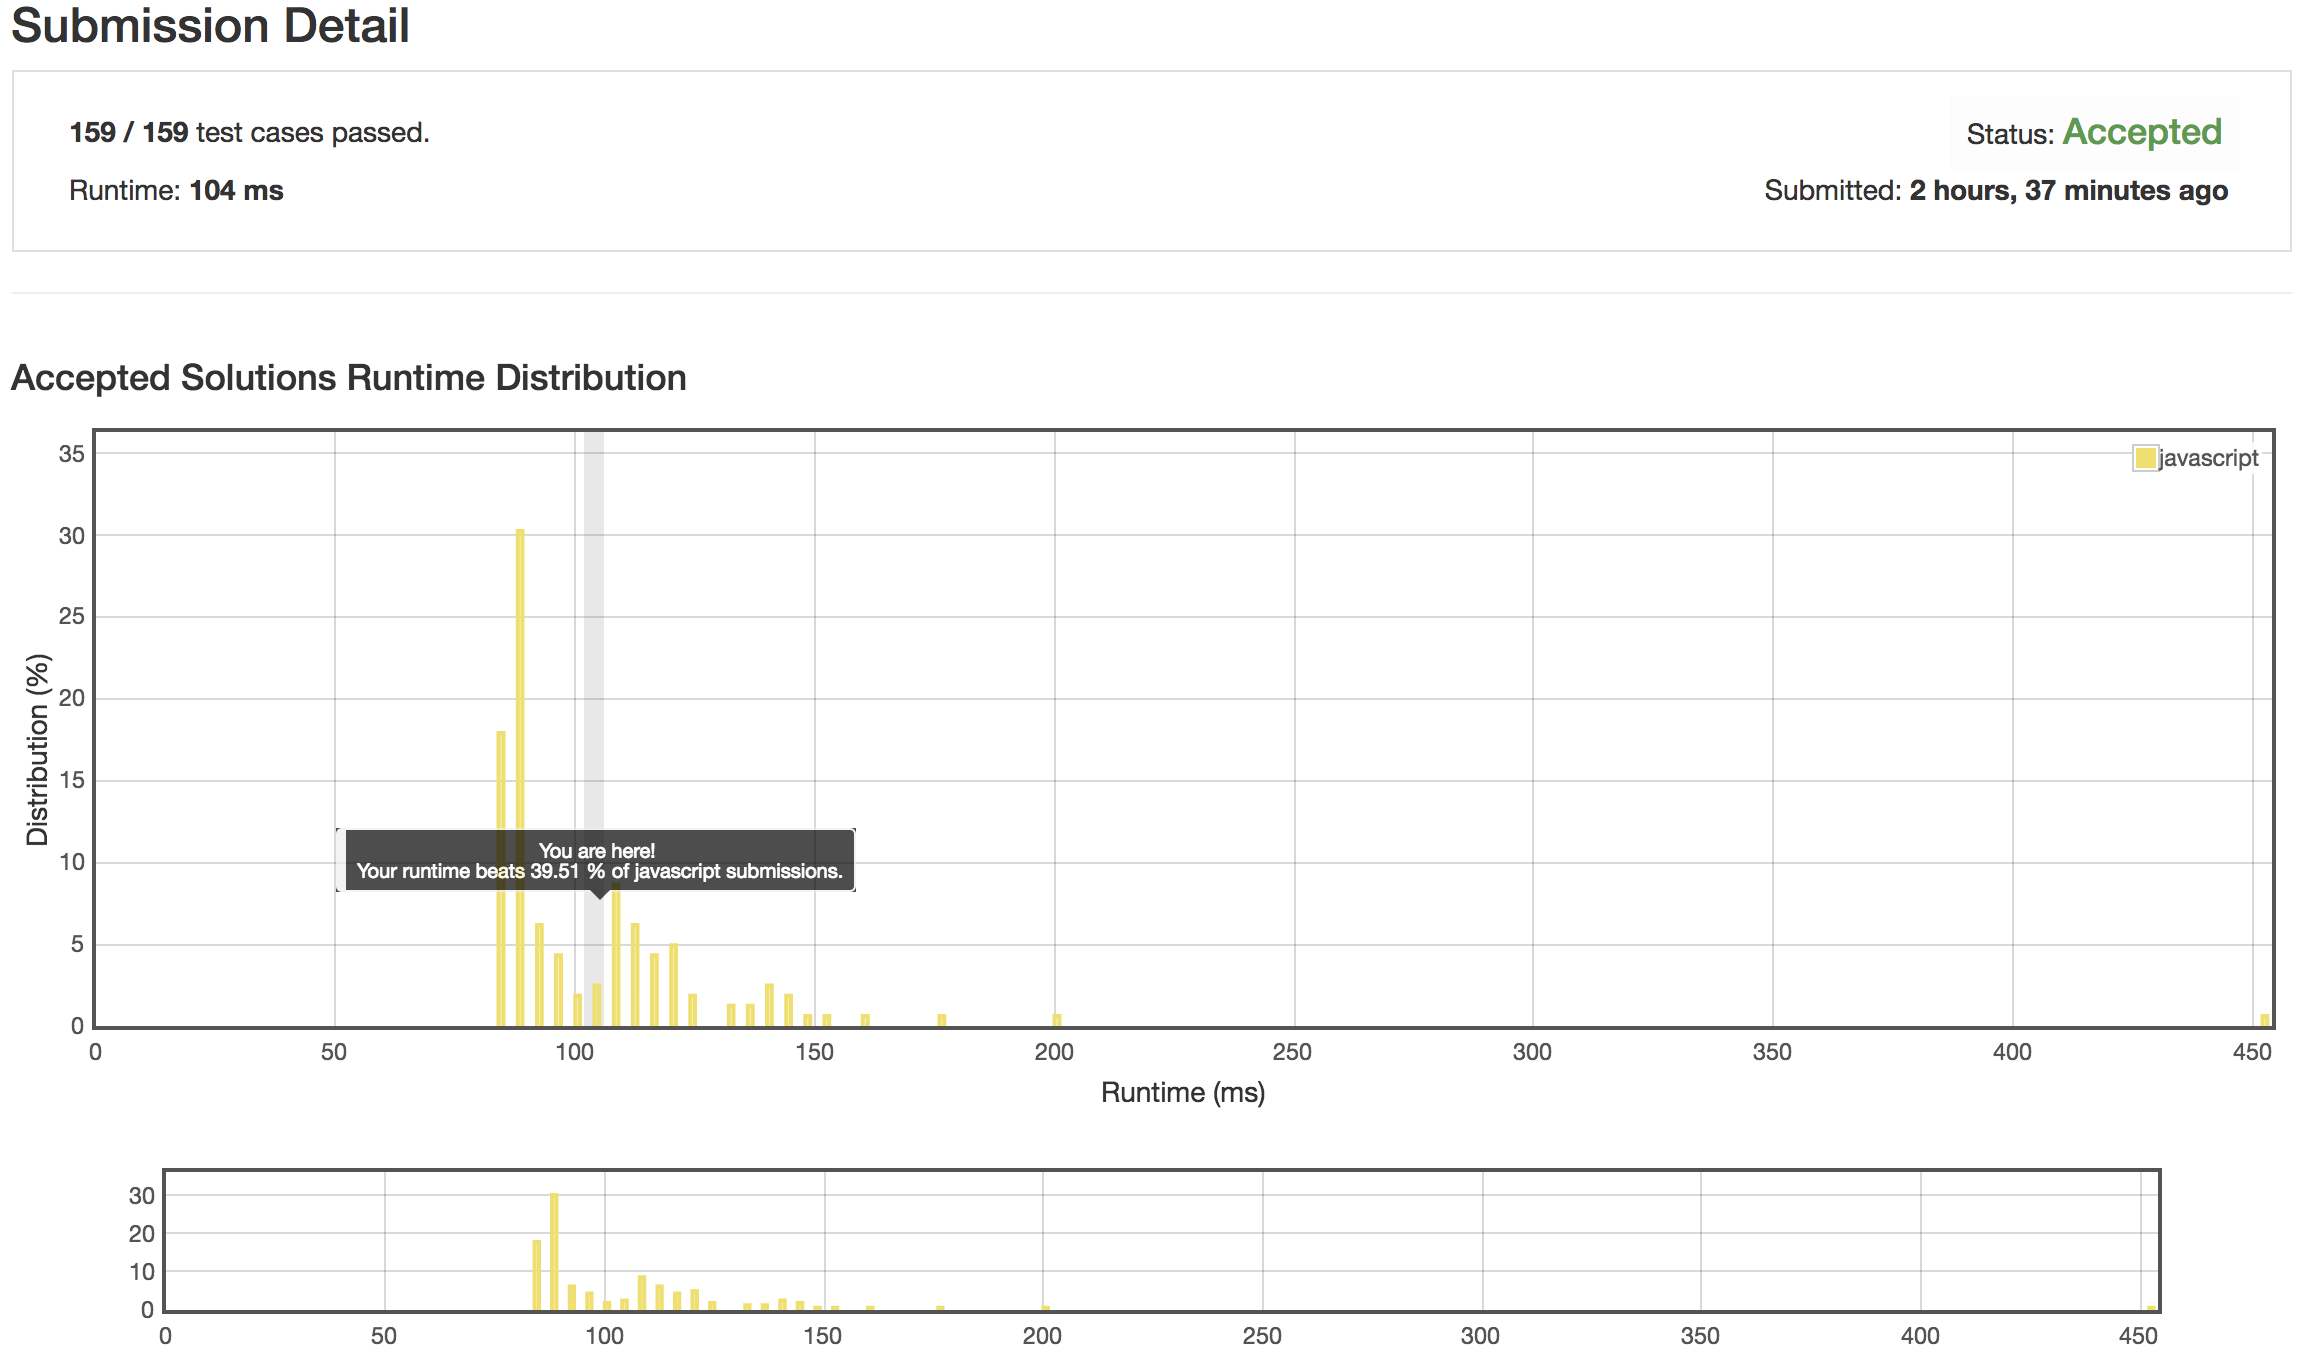 Submission Detail
159 / 159 test cases passed.
Status: Accepted
Runtime: 104 ms
Submitted: 2 hours, 37 minutes ago
Accepted Solutions Runtime Distribution
35
30
25
20
15
10
5
0
Distribution (%)
javascript
You are here!
Your runtime beats 39.51 % of javascript submissions.
0 50 100 150 200 250 300 350 400 450
Runtime (ms)
30
20
10
0
0 50 100 150 200 250 300 350 400 450